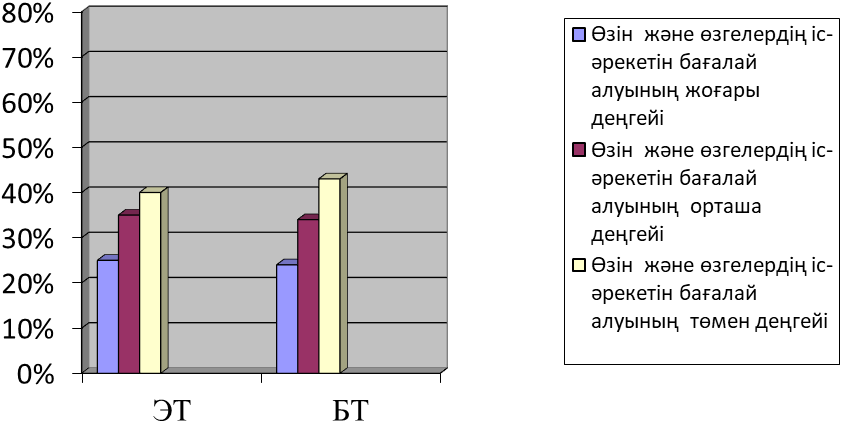 80%
70%
60%
50%
40%
30%
20%
10%
0%
ЭТ
БТ
Өзін және өзгелердің іс-
әрекетін бағалай
алуының жоғары
деңгейі
Өзін және өзгелердің іс-
әрекетін бағалай
алуының орташа
деңгейі
Өзін және өзгелердің іс-
әрекетін бағалай
алуының төмен деңгейі